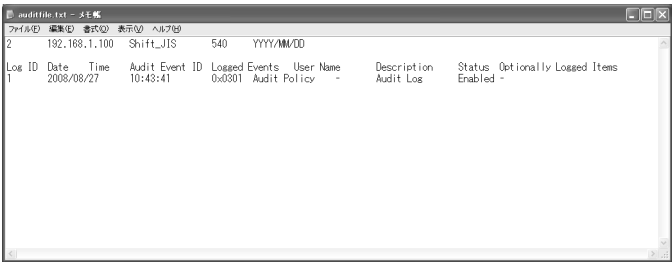 auditfile.txt - メモ帳
ファイル(F) 編集(E) 書式(O) 表示(V) ヘルプ(H)
2 192.168.1.100 Shift_JIS 540 YYYY/MM/DD
Log ID Date Time Audit Event ID Logged Events User Name Description Status Optionally Logged Items
1 2008/08/27 10:43:41 0x0301 Audit Policy - Audit Log Enabled -